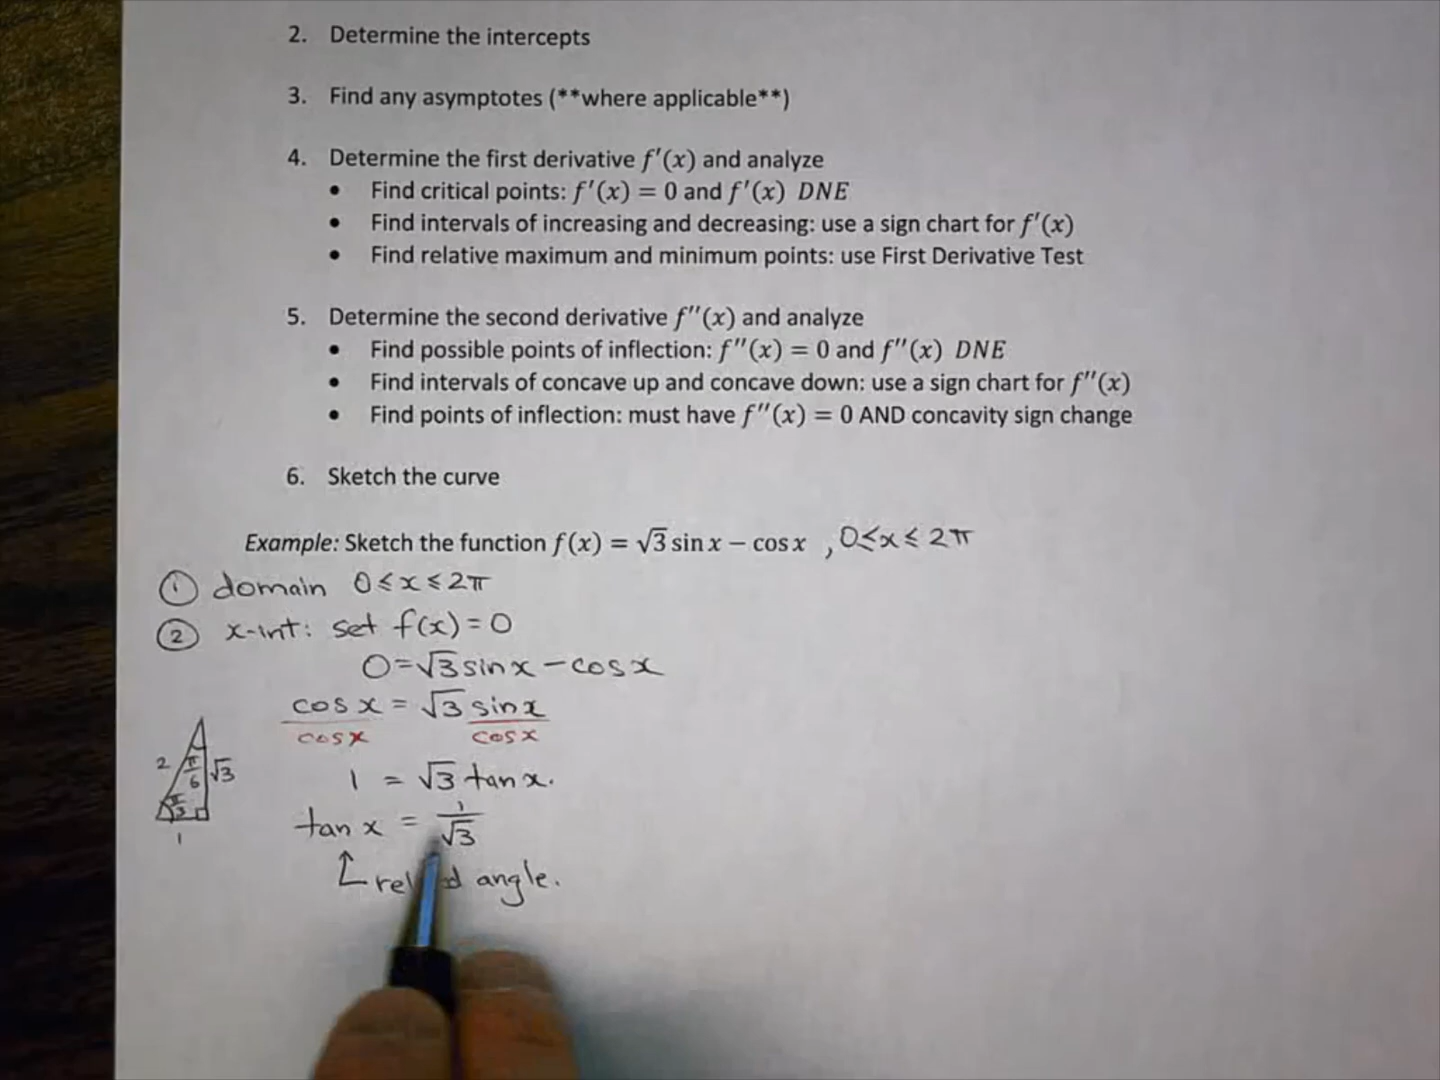 2. Determine the intercepts
3. Find any asymptotes (**where applicable**)
4. Determine the first derivative f'(x) and analyze
• Find critical points: f'(x) = 0 and f'(x) DNE
• Find intervals of increasing and decreasing: use a sign chart for f'(x)
• Find relative maximum and minimum points: use First Derivative Test
5. Determine the second derivative f''(x) and analyze
• Find possible points of inflection: f''(x) = 0 and f''(x) DNE
• Find intervals of concave up and concave down: use a sign chart for f''(x)
• Find points of inflection: must have f''(x) = 0 AND concavity sign change
6. Sketch the curve
Example: Sketch the function f(x) = √3 sin x − cos x , 0≤x≤2π
① domain 0≤x≤2π
② x-int: set f(x)=0
0=√3 sin x − cos x
cos x = √3 sin x
cos x cos x
1 = √3 tan x.
2 π/6 √3
π/3
1
tan x = 1/√3
angle.